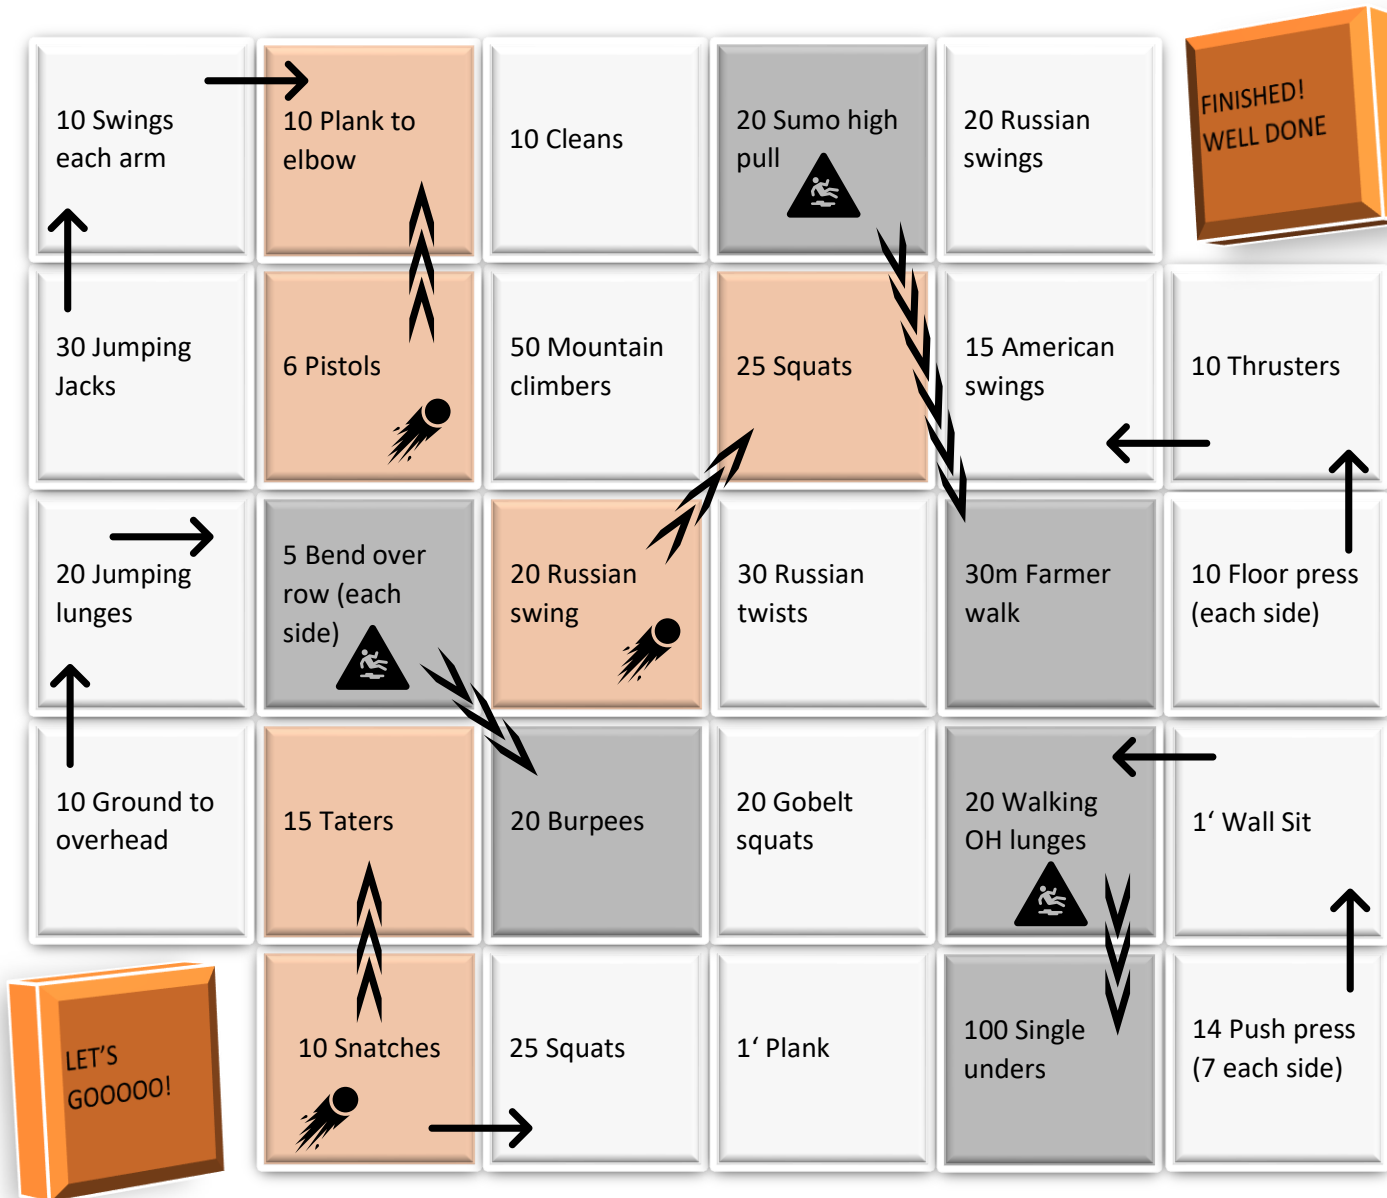 10 Swings
each arm
10 Plank to
elbow
10 Cleans
20 Sumo high
pull
20 Russian
swings
FINISHED!
WELL DONE
30 Jumping
Jacks
6 Pistols
50 Mountain
climbers
25 Squats
15 American
swings
10 Thrusters
20 Jumping
lunges
5 Bend over
row (each
side)
20 Russian
swing
30 Russian
twists
30m Farmer
walk
10 Floor press
(each side)
10 Ground to
overhead
15 Taters
20 Burpees
20 Gobelt
squats
20 Walking
OH lunges
1‘ Wall Sit
LET'S
GOOOOO!
10 Snatches
25 Squats
1‘ Plank
100 Single
unders
14 Push press
(7 each side)